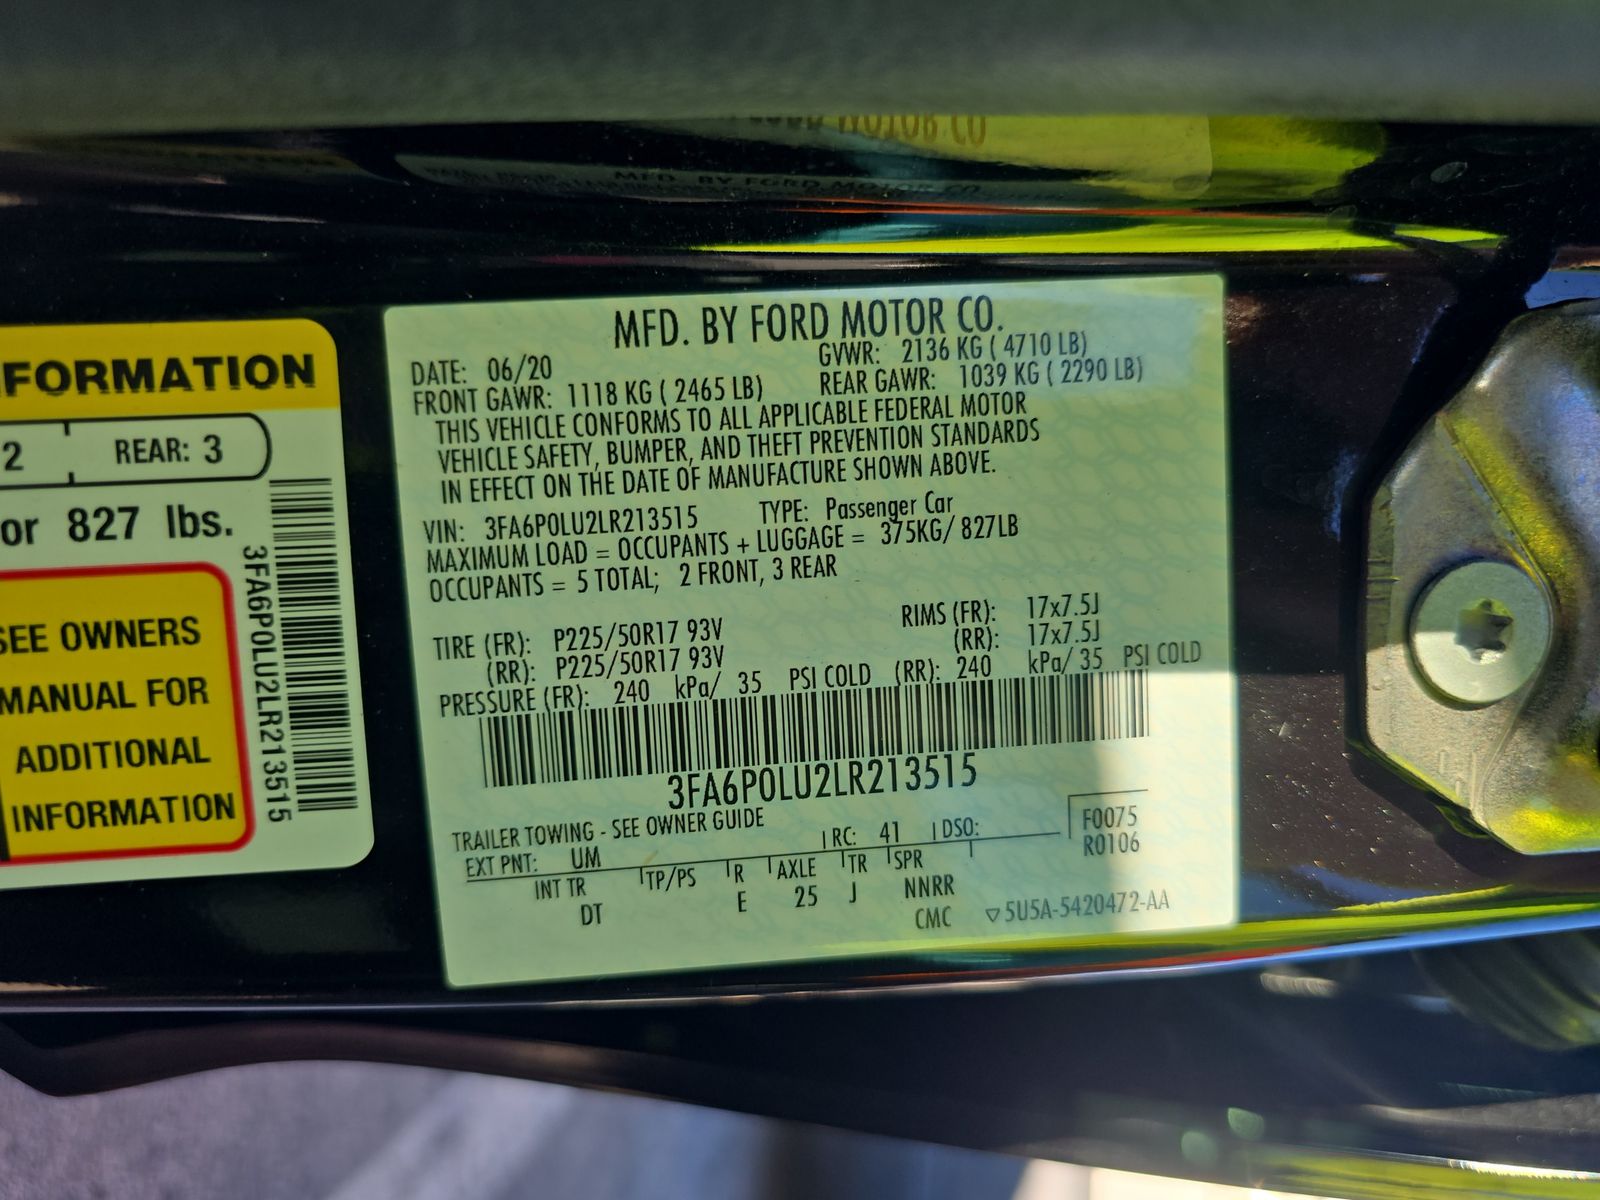 MFD. BY FORD MOTOR CO.
DATE: 06/20 GVWR: 2136 KG ( 4710 LB)
FRONT GAWR: 1118 KG ( 2465 LB) REAR GAWR: 1039 KG ( 2290 LB)
THIS VEHICLE CONFORMS TO ALL APPLICABLE FEDERAL MOTOR
VEHICLE SAFETY, BUMPER, AND THEFT PREVENTION STANDARDS
IN EFFECT ON THE DATE OF MANUFACTURE SHOWN ABOVE.
VIN: 3FA6P0LU2LR213515 TYPE: Passenger Car
MAXIMUM LOAD = OCCUPANTS + LUGGAGE = 375KG/ 827LB
OCCUPANTS = 5 TOTAL; 2 FRONT, 3 REAR
TIRE (FR): P225/50R17 93V RIMS (FR): 17x7.5J
(RR): P225/50R17 93V (RR): 17x7.5J
PRESSURE (FR): 240 kPa/ 35 PSI COLD (RR): 240 kPa/ 35 PSI COLD
3FA6P0LU2LR213515
TRAILER TOWING - SEE OWNER GUIDE
EXT PNT: UM RC: 41 DSO: F0075
R0106
INT TR TP/PS R AXLE TR SPR
DT E 25 J NNRR
CMC 5U5A-5420472-AA
NFORMATION
2 REAR: 3
or 827 lbs.
SEE OWNERS
MANUAL FOR
ADDITIONAL
INFORMATION
3FA6P0LU2LR213515